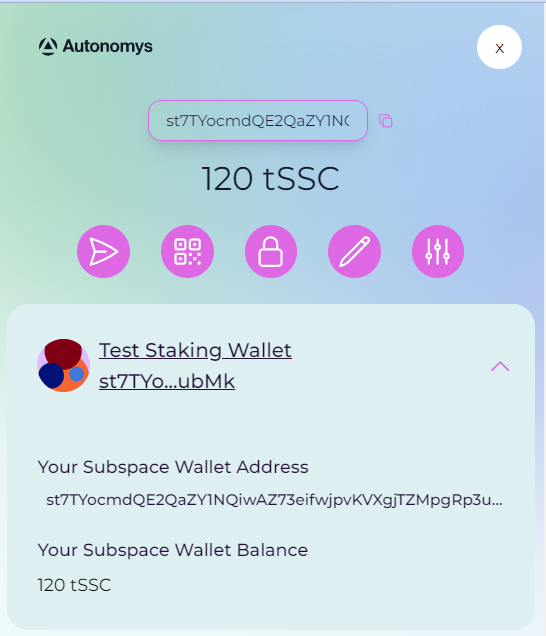 Autonomys
x
st7TYocmdQE2QaZY1N
120 tSSC
Test Staking Wallet
st7TYo...ubMk
Your Subspace Wallet Address
st7TYocmdQE2QaZY1NQiwAZ73eifwjpvKVXgjTZMpgRp3u...
Your Subspace Wallet Balance
120 tSSC